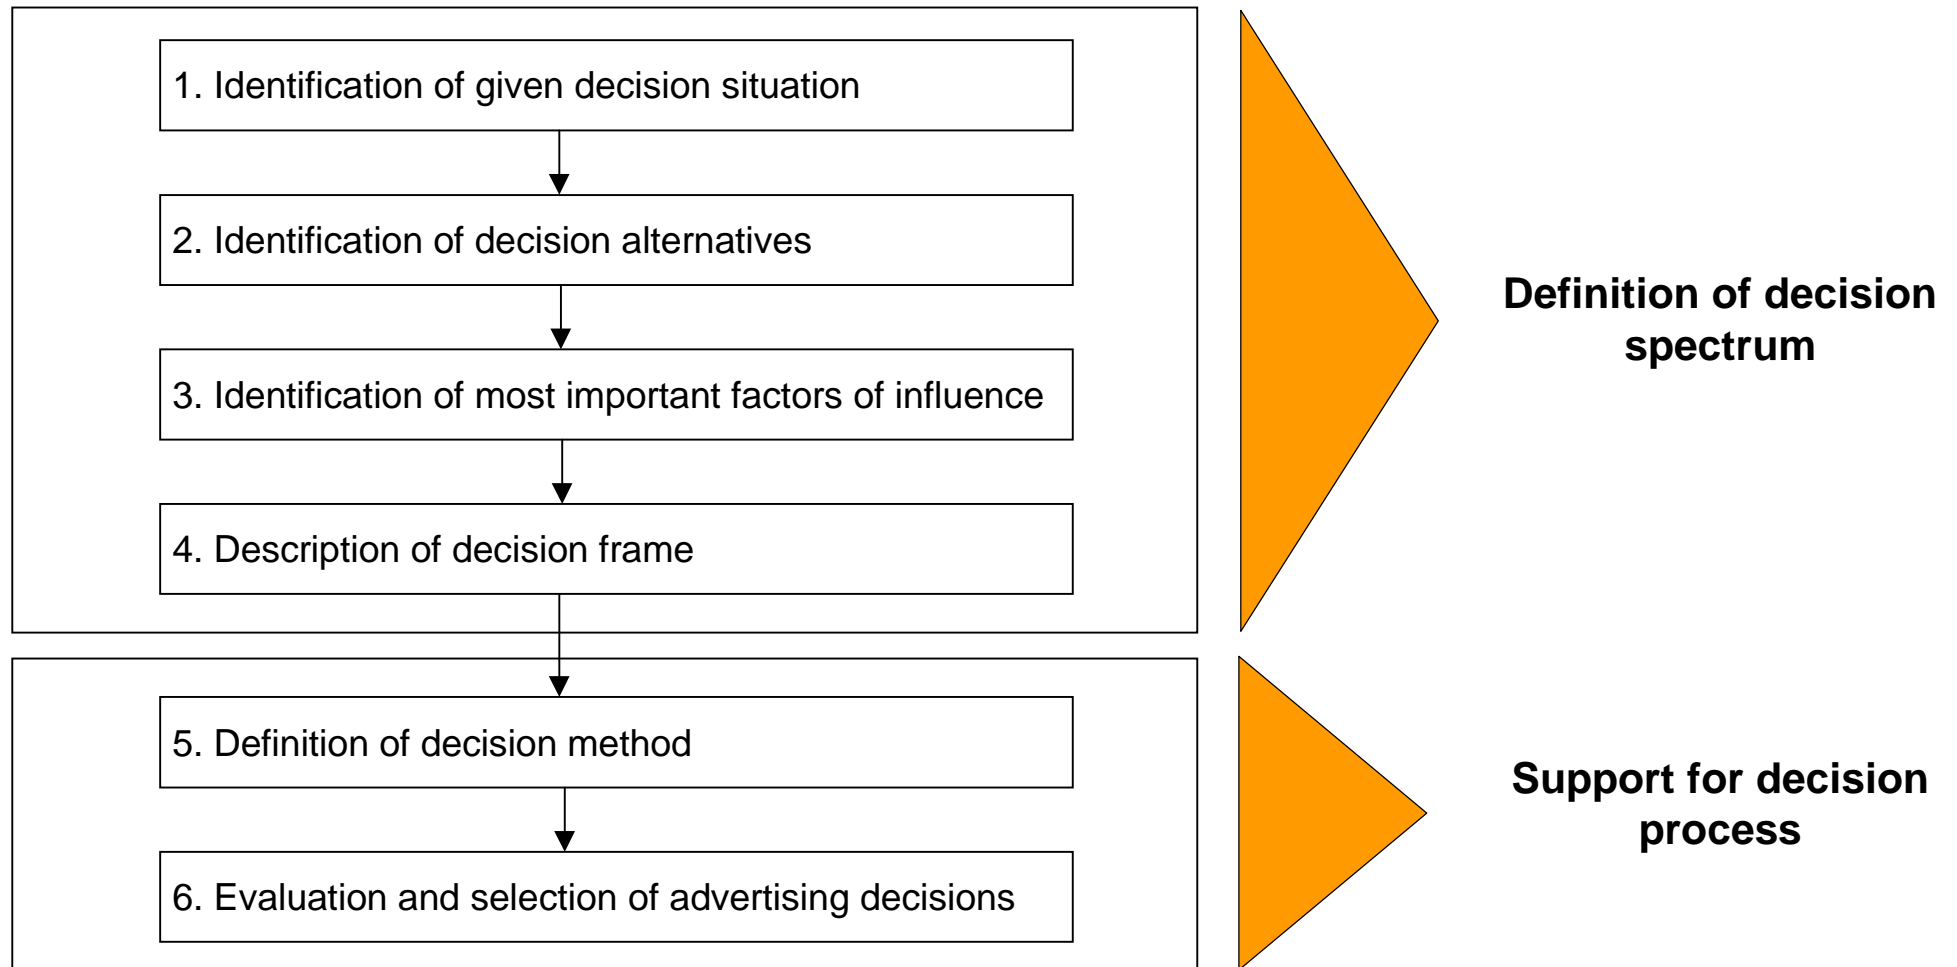 1. Identification of given decision situation
2. Identification of decision alternatives
3. Identification of most important factors of influence
4. Description of decision frame
Definition of decision
spectrum
5. Definition of decision method
6. Evaluation and selection of advertising decisions
Support for decision
process